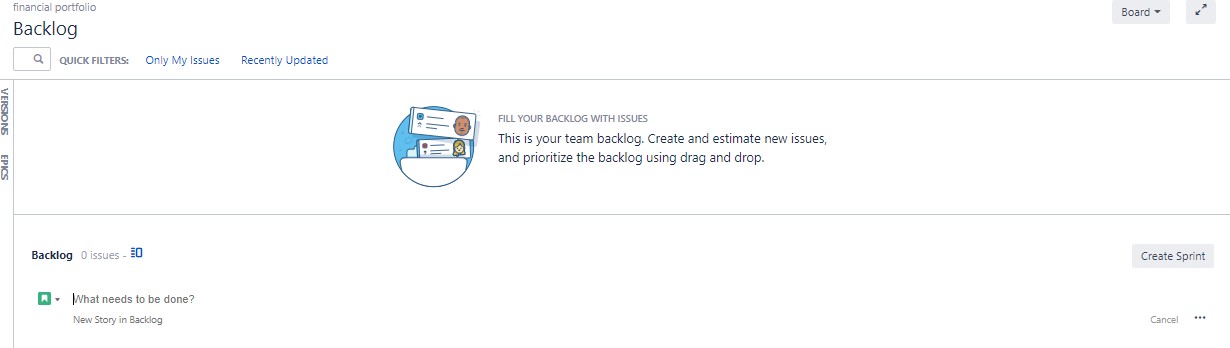 financial portfolio
Board
Backlog
QUICK FILTERS: Only My Issues Recently Updated
VERSIONS
EPICS
FILL YOUR BACKLOG WITH ISSUES
This is your team backlog. Create and estimate new issues,
and prioritize the backlog using drag and drop.
Backlog 0 issues -
Create Sprint
What needs to be done?
New Story in Backlog
Cancel